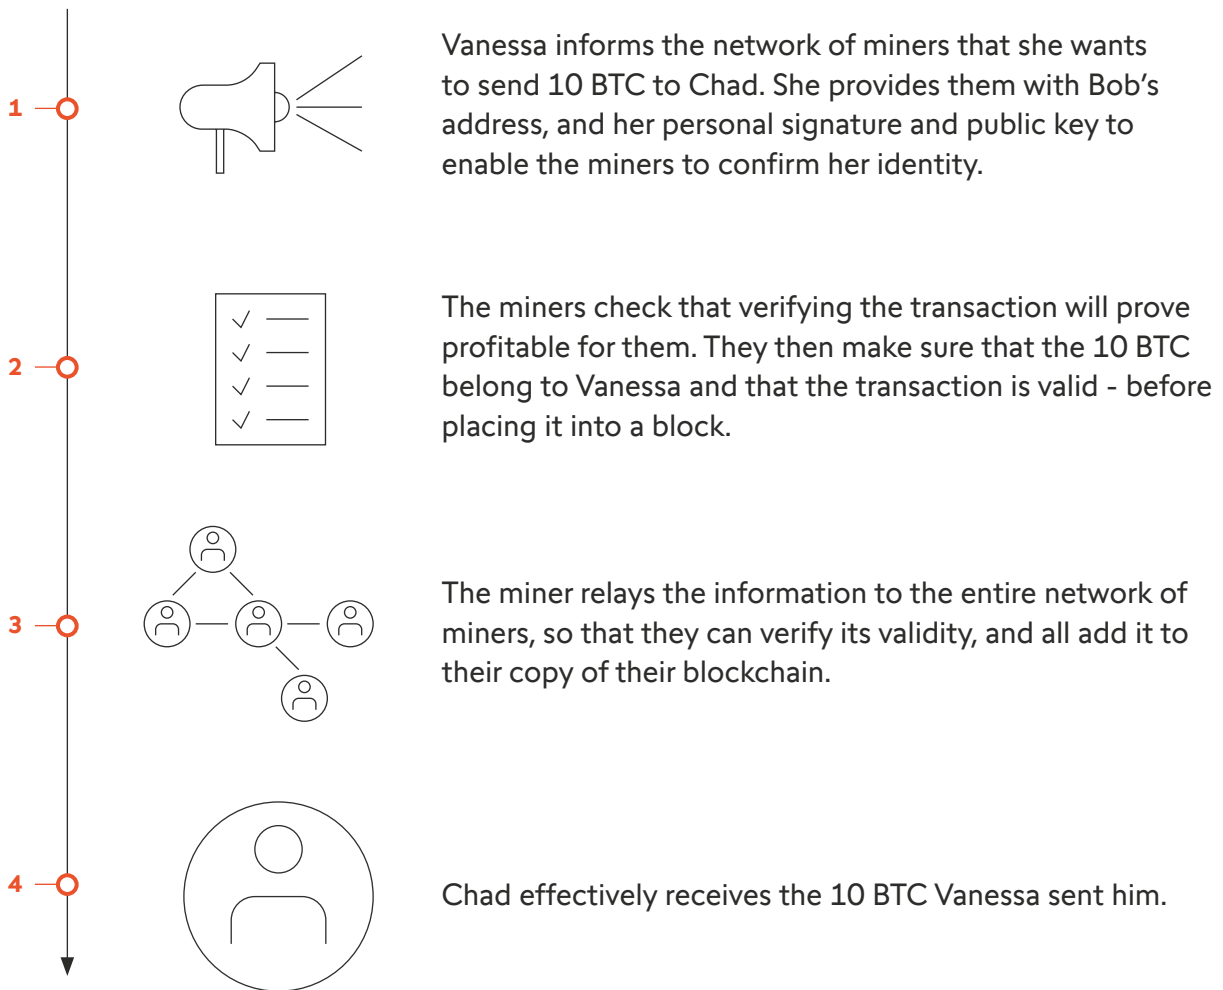 1
Vanessa informs the network of miners that she wants
to send 10 BTC to Chad. She provides them with Bob's
address, and her personal signature and public key to
enable the miners to confirm her identity.
2
The miners check that verifying the transaction will prove
profitable for them. They then make sure that the 10 BTC
belong to Vanessa and that the transaction is valid - before
placing it into a block.
3
The miner relays the information to the entire network of
miners, so that they can verify its validity, and all add it to
their copy of their blockchain.
4
Chad effectively receives the 10 BTC Vanessa sent him.